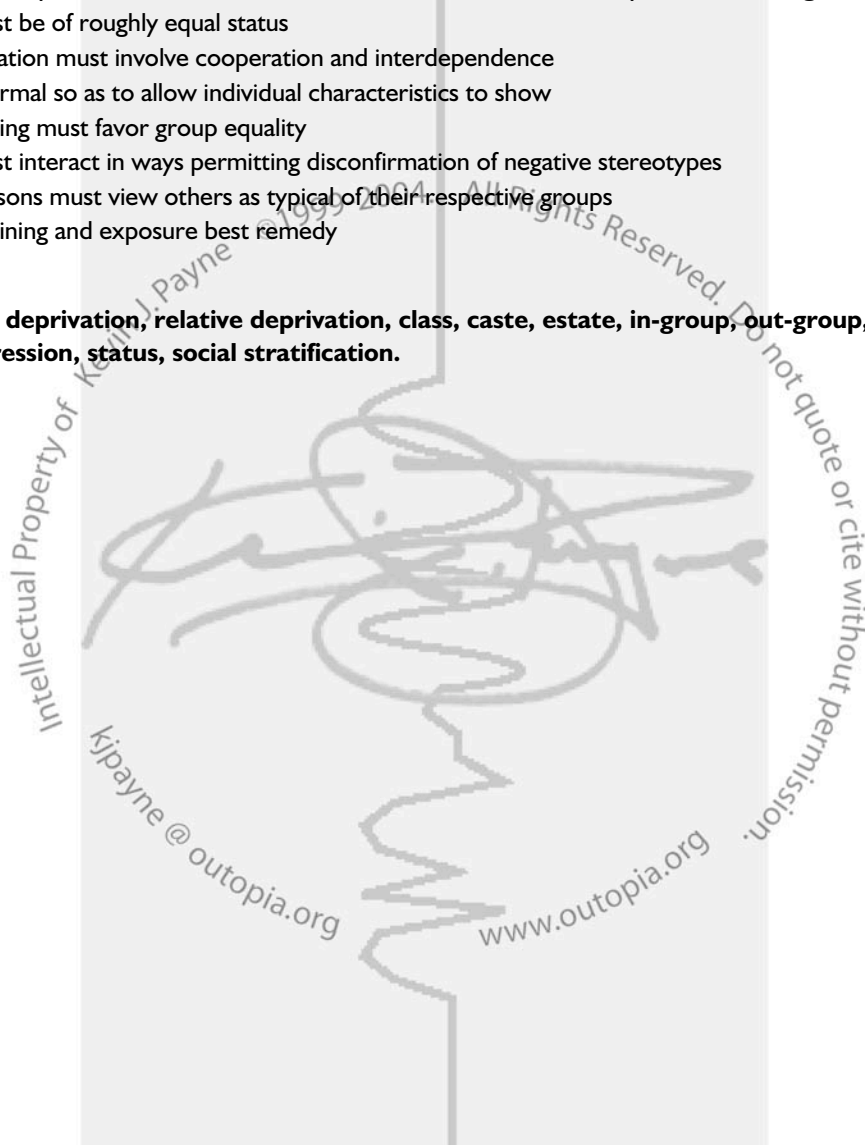 st be of roughly equal status
ation must involve cooperation and interdependence
rmal so as to allow individual characteristics to show
ing must favor group equality
st interact in ways permitting disconfirmation of negative stereotypes
sons must view others as typical of their respective groups
ining and exposure best remedy
deprivation, relative deprivation, class, caste, estate, in-group, out-group,
ression, status, social stratification.
Intellectual Property of Kevin J. Payne ©1999-2004 All Rights Reserved. Do not quote or cite without permission.
kjpayne @ outopia.org www.outopia.org